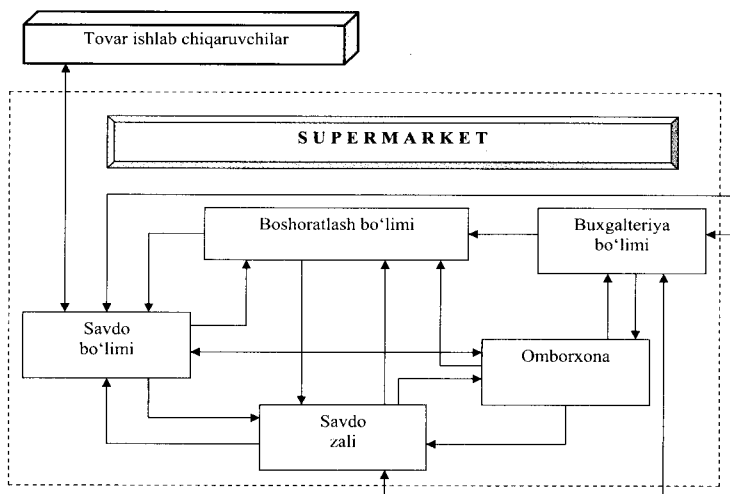 Tovar ishlab chiqaruvchilar
SUPERMARKET
Boshoratlash bo‘limi
Buxgalteriya
bo‘limi
Savdo
bo‘limi
Omborxona
Savdo
zali